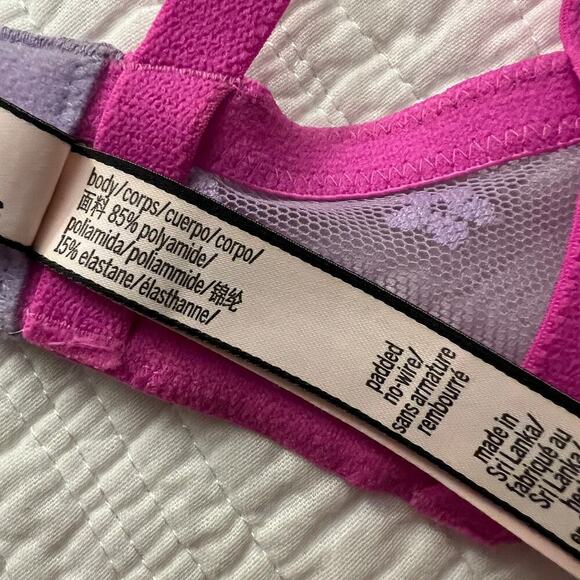 body/corps/cuerpo/corpo/
面料 85% polyamide/
poliamida/poliammide/锦纶
15% elastane/élasthanne/
padded
no-wire/
sans armature
rembourré
made in
Sri Lanka/
fabriqué au
Sri Lanka/